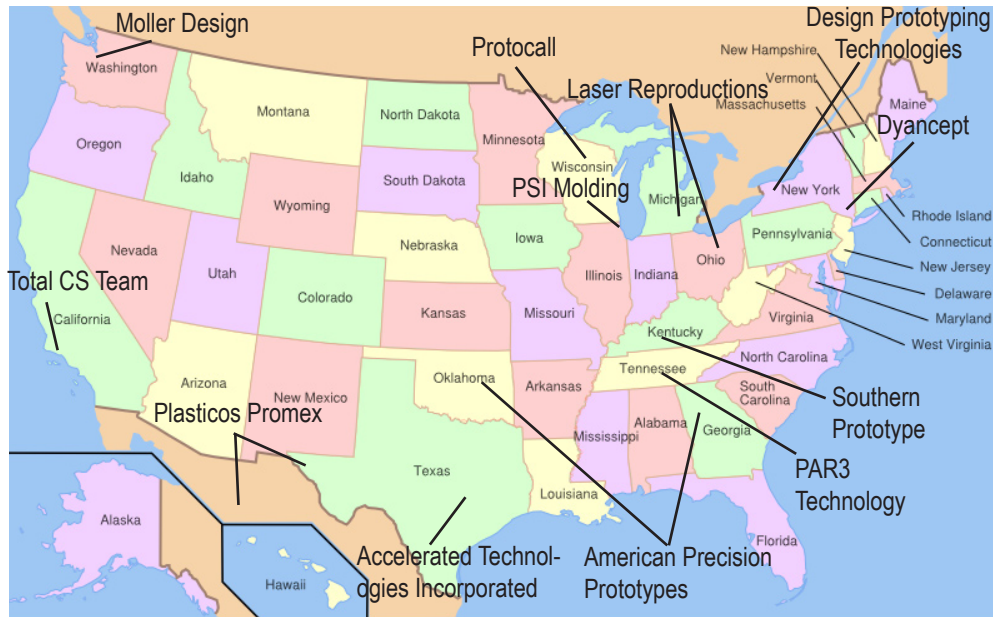 Moller Design
Design Prototyping
Technologies
Protocall
New Hampshire
Vermont
Massachusetts
Laser Reproductions
Washington
Montana
North Dakota
Minnesota
Maine
Dyancept
Oregon
Idaho
Wisconsin
South Dakota
Michigan
PSI Molding
New York
Wyoming
Rhode Island
Pennsylvania
Connecticut
Iowa
Nebraska
Nevada
Ohio
New Jersey
Total CS Team
Utah
Illinois
Indiana
Colorado
Delaware
California
Kansas
Missouri
Virginia
Maryland
Kentucky
West Virginia
North Carolina
Tennessee
Oklahoma
Arizona
Arkansas
South
Carolina
Southern
Prototype
New Mexico
Plasticos Promex
Mississippi
Alabama
Georgia
Texas
PAR3
Technology
Louisiana
Alaska
Florida
Accelerated Technol-
ogies Incorporated
American Precision
Prototypes
Hawaii